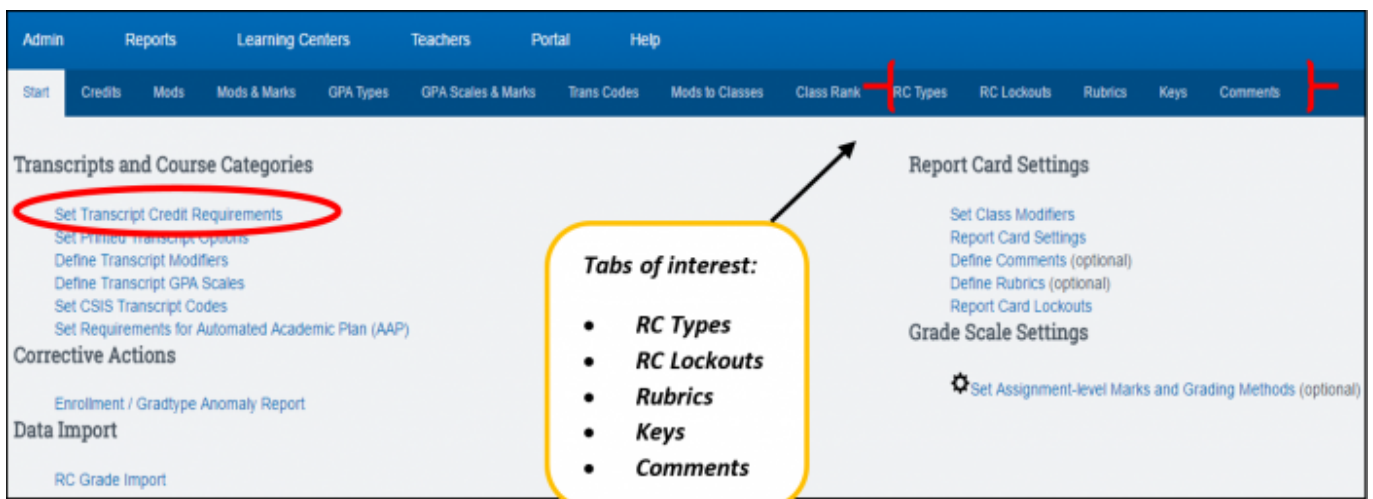 Admin Reports Learning Centers Teachers Portal Help
Start Credits Mods Mods & Marks GPA Types GPA Scales & Marks Trans Codes Mods to Classes Class Rank RC Types RC Lockouts Rubrics Keys Comments
Transcripts and Course Categories
Set Transcript Credit Requirements
Set Printed Transcript Options
Define Transcript Modifiers
Define Transcript GPA Scales
Set CSIS Transcript Codes
Set Requirements for Automated Academic Plan (AAP)
Corrective Actions
Enrollment / Gradtype Anomaly Report
Data Import
RC Grade Import
Tabs of interest:
• RC Types
• RC Lockouts
• Rubrics
• Keys
• Comments
Report Card Settings
Set Class Modifiers
Report Card Settings
Define Comments (optional)
Define Rubrics (optional)
Report Card Lockouts
Grade Scale Settings
Set Assignment-level Marks and Grading Methods (optional)